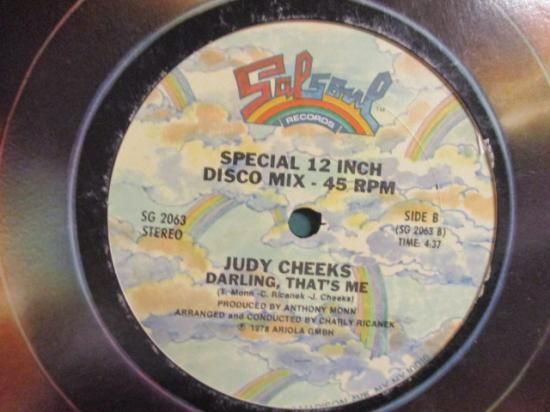 Salsoul
RECORDS
SPECIAL 12 INCH
DISCO MIX - 45 RPM
SG 2063
STEREO
SIDE B
(SG 2063 B)
TIME: 4:37
JUDY CHEEKS
DARLING, THAT'S ME
(T. Monn -C. Ricanek -J. Cheeks)
PRODUCED BY ANTHONY MONN
ARRANGED and CONDUCTED BY CHARLY RICANEK
℗ 1978 ARIOLA GMBH